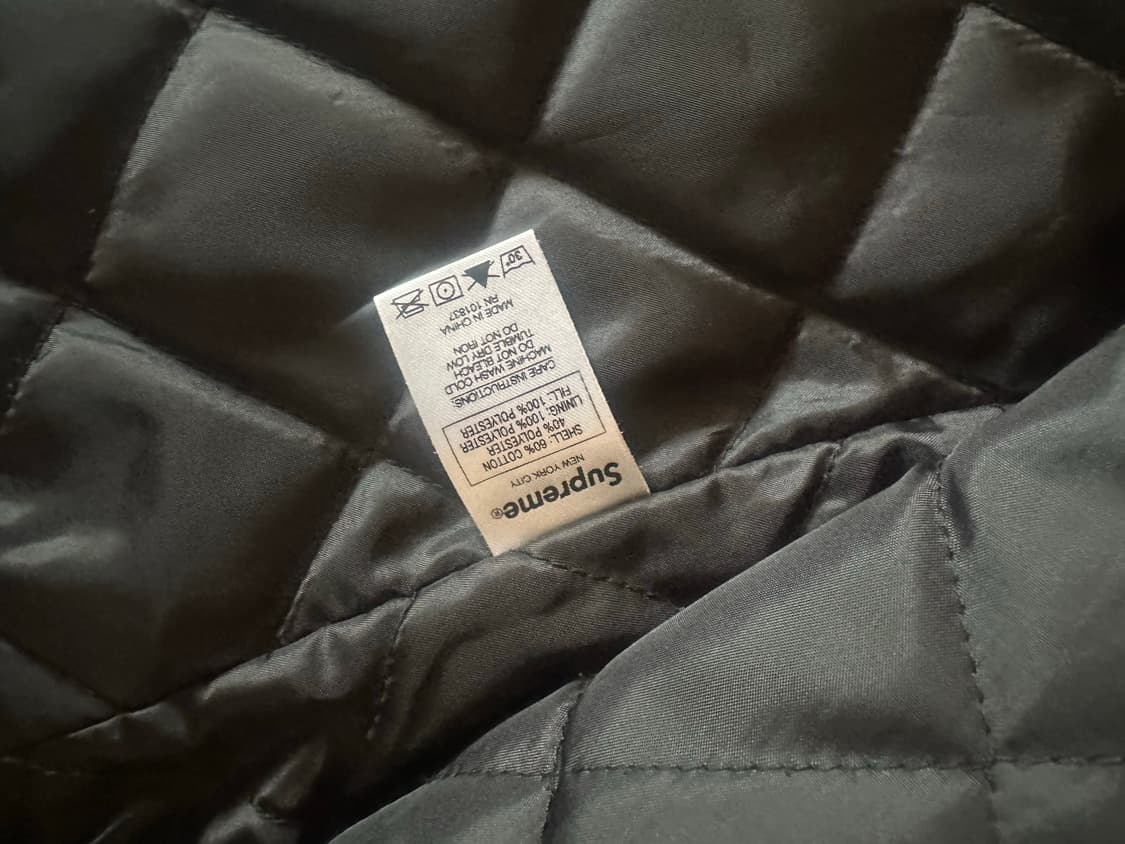 Supreme®
NEW YORK CITY
SHELL: 60% COTTON
40% POLYESTER
LINING: 100% POLYESTER
FILL: 100% POLYESTER
CARE INSTRUCTIONS:
MACHINE WASH COLD
DO NOT BLEACH
TUMBLE DRY LOW
DO NOT IRON
MADE IN CHINA
RN 101837
30°